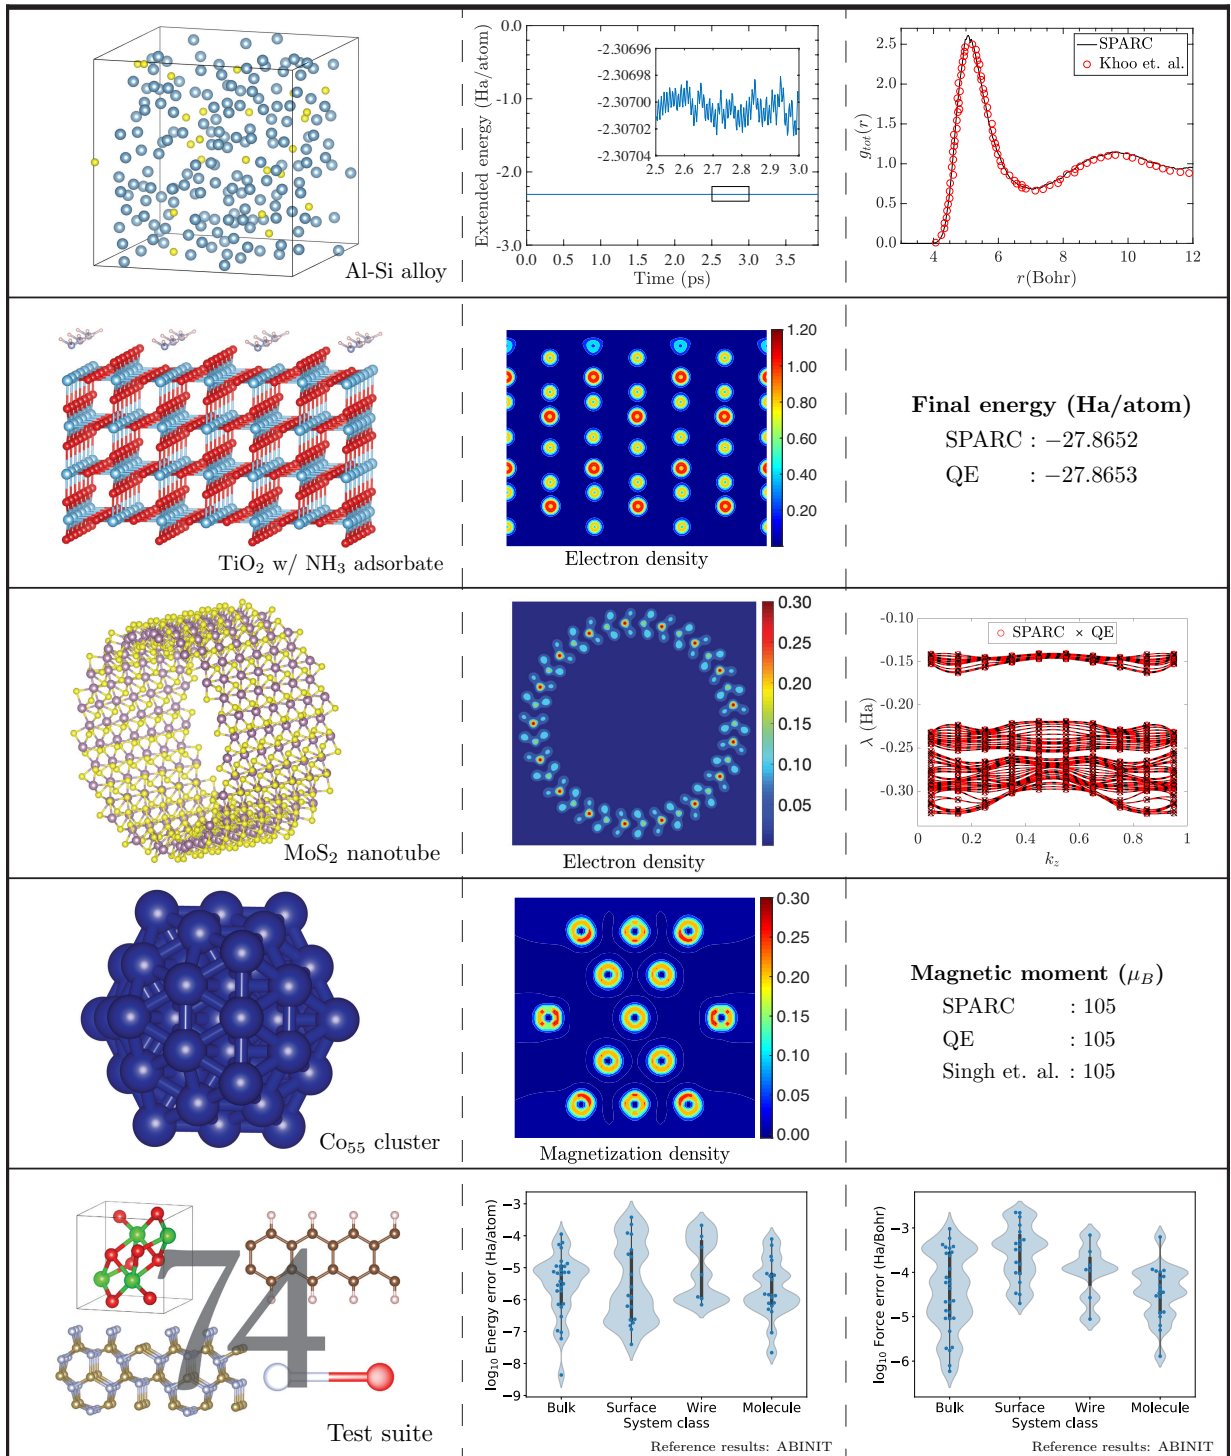 Al-Si alloy
Extended energy (Ha/atom)
0.0
-1.0
-2.0
-3.0
0.0 0.5 1.0 1.5 2.0 2.5 3.0 3.5
Time (ps)
-2.30696
-2.30698
-2.30700
-2.30702
-2.30704
2.5 2.6 2.7 2.8 2.9 3.0
g_tot(r)
2.5
2.0
1.5
1.0
0.5
0.0
4 6 8 10 12
r(Bohr)
SPARC
Khoo et. al.
TiO₂ w/ NH₃ adsorbate
1.20
1.00
0.80
0.60
0.40
0.20
Electron density
Final energy (Ha/atom)
SPARC : −27.8652
QE : −27.8653
MoS₂ nanotube
0.30
0.25
0.20
0.15
0.10
0.05
Electron density
SPARC × QE
λ (Ha)
-0.10
-0.15
-0.20
-0.25
-0.30
0 0.2 0.4 0.6 0.8 1
k_z
Co₅₅ cluster
0.30
0.25
0.20
0.15
0.10
0.05
0.00
Magnetization density
Magnetic moment (μ_B)
SPARC : 105
QE : 105
Singh et. al. : 105
74
Test suite
log₁₀ Energy error (Ha/atom)
−3
−4
−5
−6
−7
−8
−9
Bulk Surface Wire Molecule
System class
Reference results: ABINIT
log₁₀ Force error (Ha/Bohr)
−3
−4
−5
−6
Bulk Surface Wire Molecule
System class
Reference results: ABINIT